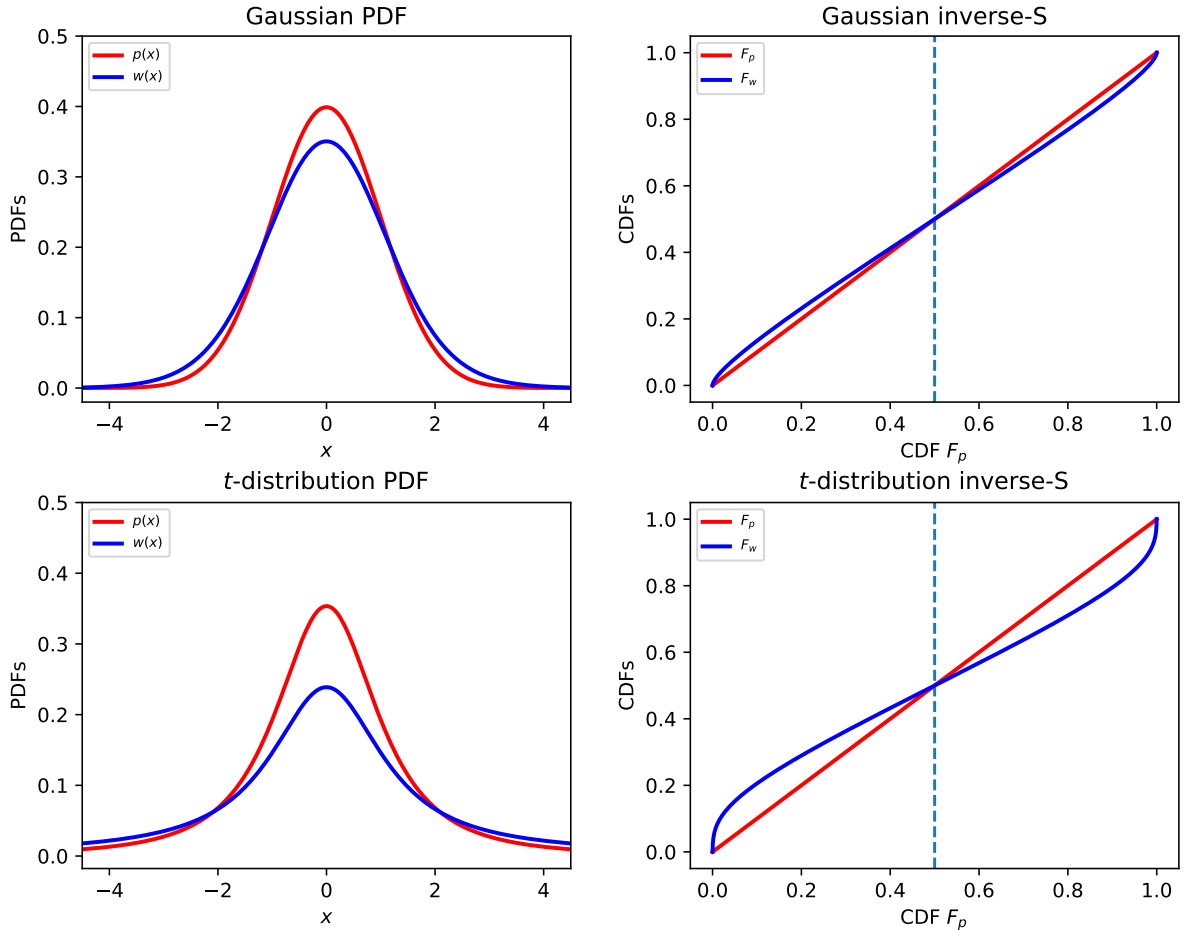 Gaussian PDF
p(x)
w(x)
PDFs
0.5
0.4
0.3
0.2
0.1
0.0
−4 −2 0 2 4
x
Gaussian inverse-S
F_p
F_w
CDFs
1.0
0.8
0.6
0.4
0.2
0.0
0.0 0.2 0.4 0.6 0.8 1.0
CDF F_p
t-distribution PDF
p(x)
w(x)
PDFs
0.5
0.4
0.3
0.2
0.1
0.0
−4 −2 0 2 4
x
t-distribution inverse-S
F_p
F_w
CDFs
1.0
0.8
0.6
0.4
0.2
0.0
0.0 0.2 0.4 0.6 0.8 1.0
CDF F_p